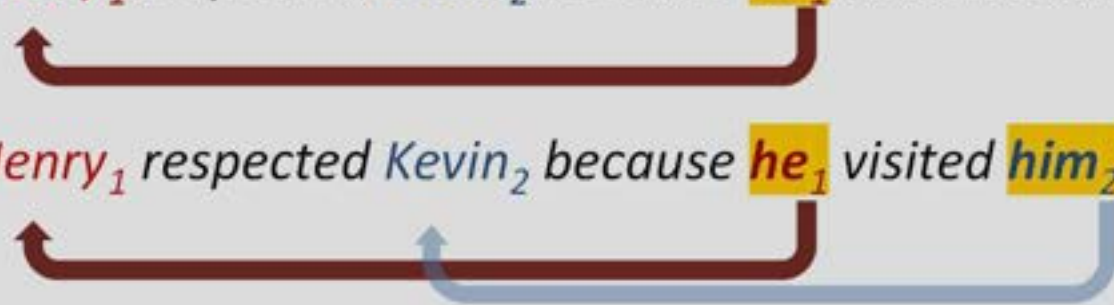 Henry₁ respected Kevin₂ because he₁ visited him₂